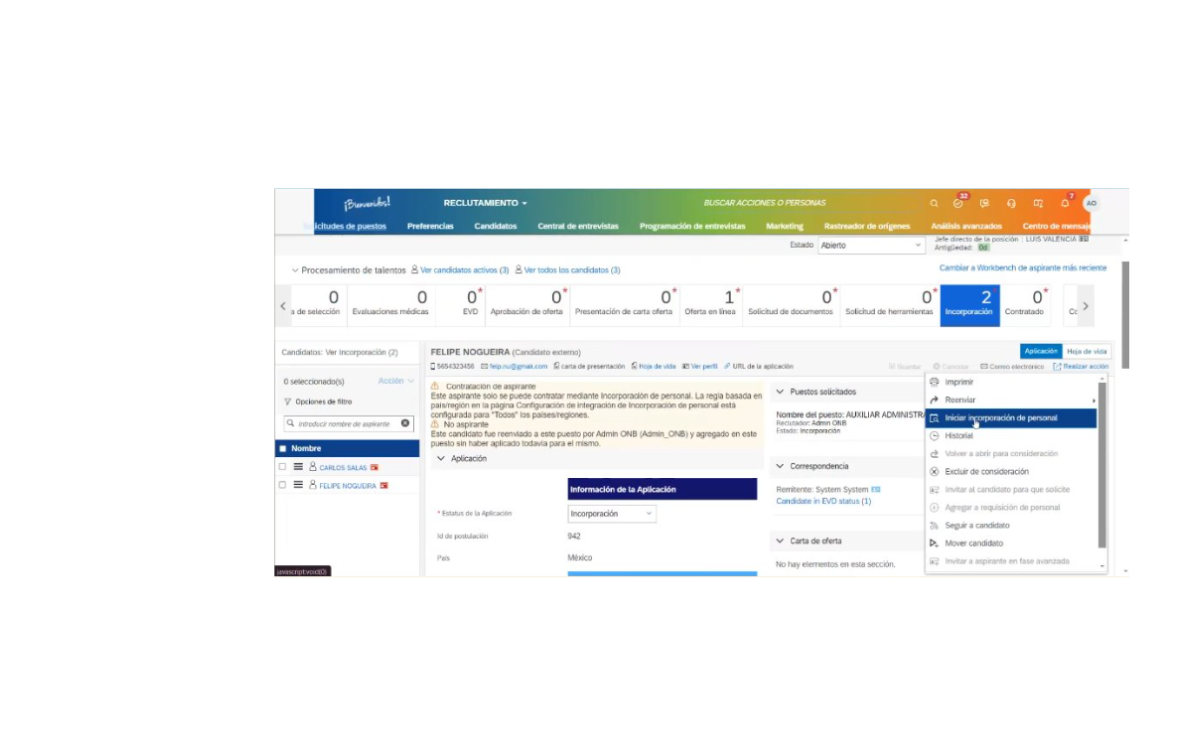 ¡Bienvenidos!
RECLUTAMIENTO
BUSCAR ACCIONES O PERSONAS
32
7
AO
icitudes de puestos
Preferencias
Candidatos
Central de entrevistas
Programación de entrevistas
Marketing
Rastreador de orígenes
Análisis avanzados
Centro de mensaje
Estado
Abierto
Jefe directo de la posición : LUIS VALENCIA
Antigüedad: 0d
Procesamiento de talentos
Ver candidatos activos (3)
Ver todos los candidatos (3)
Cambiar a Workbench de aspirante más reciente
0
a de selección
0
Evaluaciones médicas
0*
EVD
0*
Aprobación de oferta
0*
Presentación de carta oferta
1*
Oferta en línea
0*
Solicitud de documentos
0*
Solicitud de herramientas
2
Incorporación
0*
Contratado
Candidatos: Ver Incorporación (2)
0 seleccionado(s)
Acción
Opciones de filtro
Introducir nombre de aspirante
Nombre
CARLOS SALAS
FELIPE NOGUEIRA
javascript:void(0)
FELIPE NOGUEIRA (Candidato externo)
Aplicación
Hoja de vida
5654323456
felp.nu@gmail.com
carta de presentación
Hoja de vida
Ver perfil
URL de la aplicación
Guardar
Cancelar
Correo electrónico
Realizar acción
Contratación de aspirante
Este aspirante solo se puede contratar mediante Incorporación de personal. La regla basada en
país/región en la página Configuración de integración de Incorporación de personal está
configurada para "Todos" los países/regiones.
No aspirante
Este candidato fue reenviado a este puesto por Admin ONB (Admin_ONB) y agregado en este
puesto sin haber aplicado todavía para el mismo.
Aplicación
Información de la Aplicación
* Estatus de la Aplicación
Incorporación
Id de postulación
942
País
México
Puestos solicitados
Nombre del puesto: AUXILIAR ADMINISTRA
Reclutador: Admin ONB
Estado: Incorporación
Correspondencia
Remitente: System System
Candidate in EVD status (1)
Carta de oferta
No hay elementos en esta sección.
Imprimir
Reenviar
Iniciar incorporación de personal
Historial
Volver a abrir para consideración
Excluir de consideración
Invitar al candidato para que solicite
Agregar a requisición de personal
Seguir a candidato
Mover candidato
Invitar a aspirante en fase avanzado